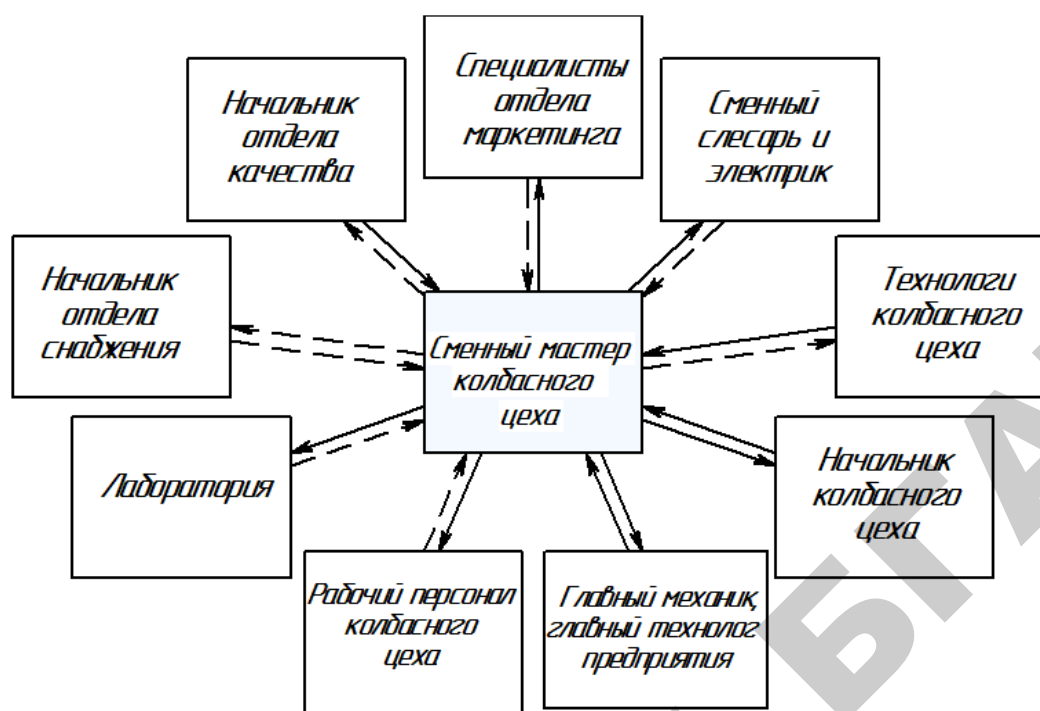 Специалисты
отдела
маркетинга
Начальник
отдела
качества
Сменный
слесарь и
электрик
Начальник
отдела
снабжения
Технологи
колбасного
цеха
Сменный мастер
колбасного
цеха
Лаборатория
Начальник
колбасного
цеха
Рабочий персонал
колбасного
цеха
Главный механик,
главный технолог
предприятия
БГА